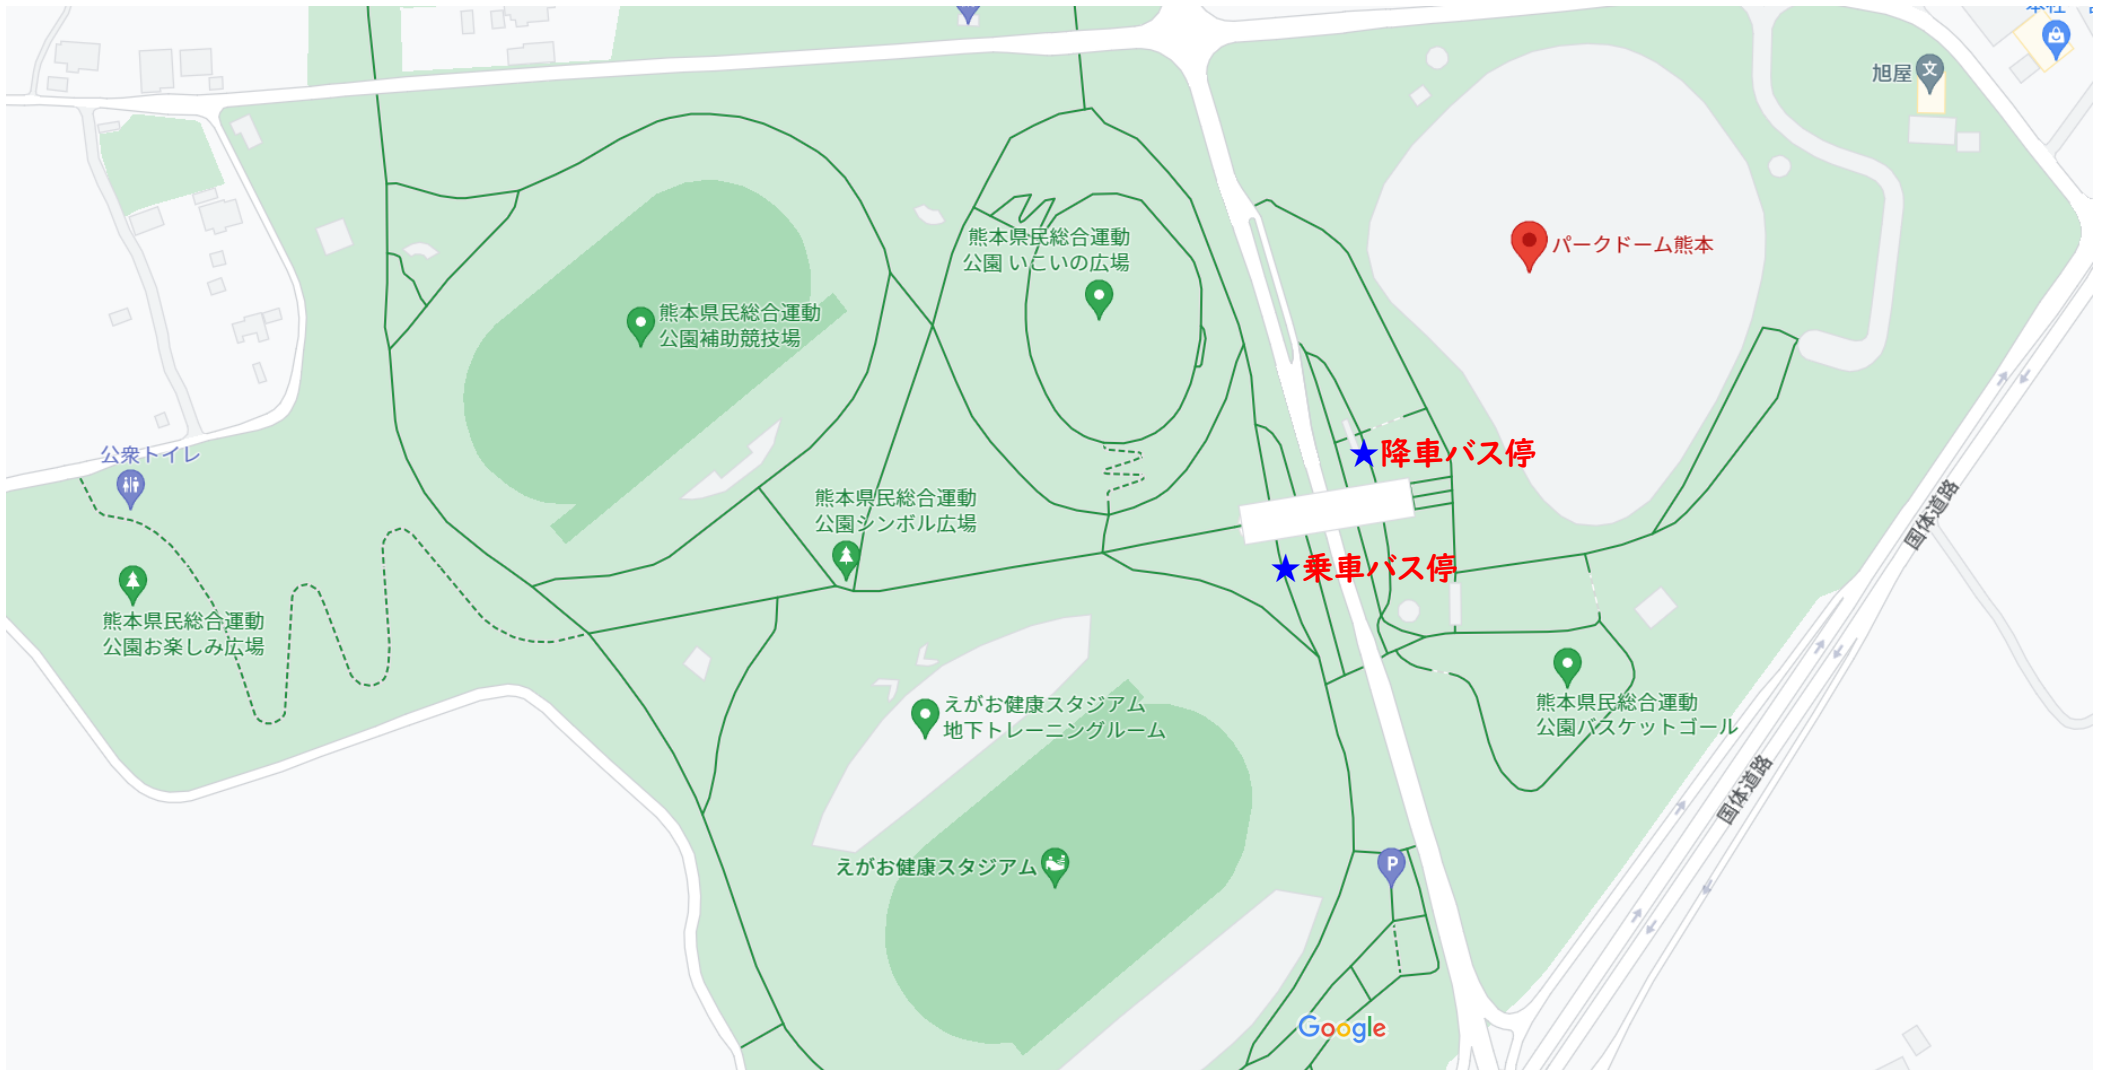 旭屋
熊本県民総合運動
公園 いこいの広場
パークドーム熊本
熊本県民総合運動
公園補助競技場
公衆トイレ
★降車バス停
熊本県民総合運動
公園シンボル広場
国体道路
★乗車バス停
熊本県民総合運動
公園お楽しみ広場
えがお健康スタジアム
地下トレーニングルーム
熊本県民総合運動
公園バスケットゴール
国体道路
えがお健康スタジアム
P
Google